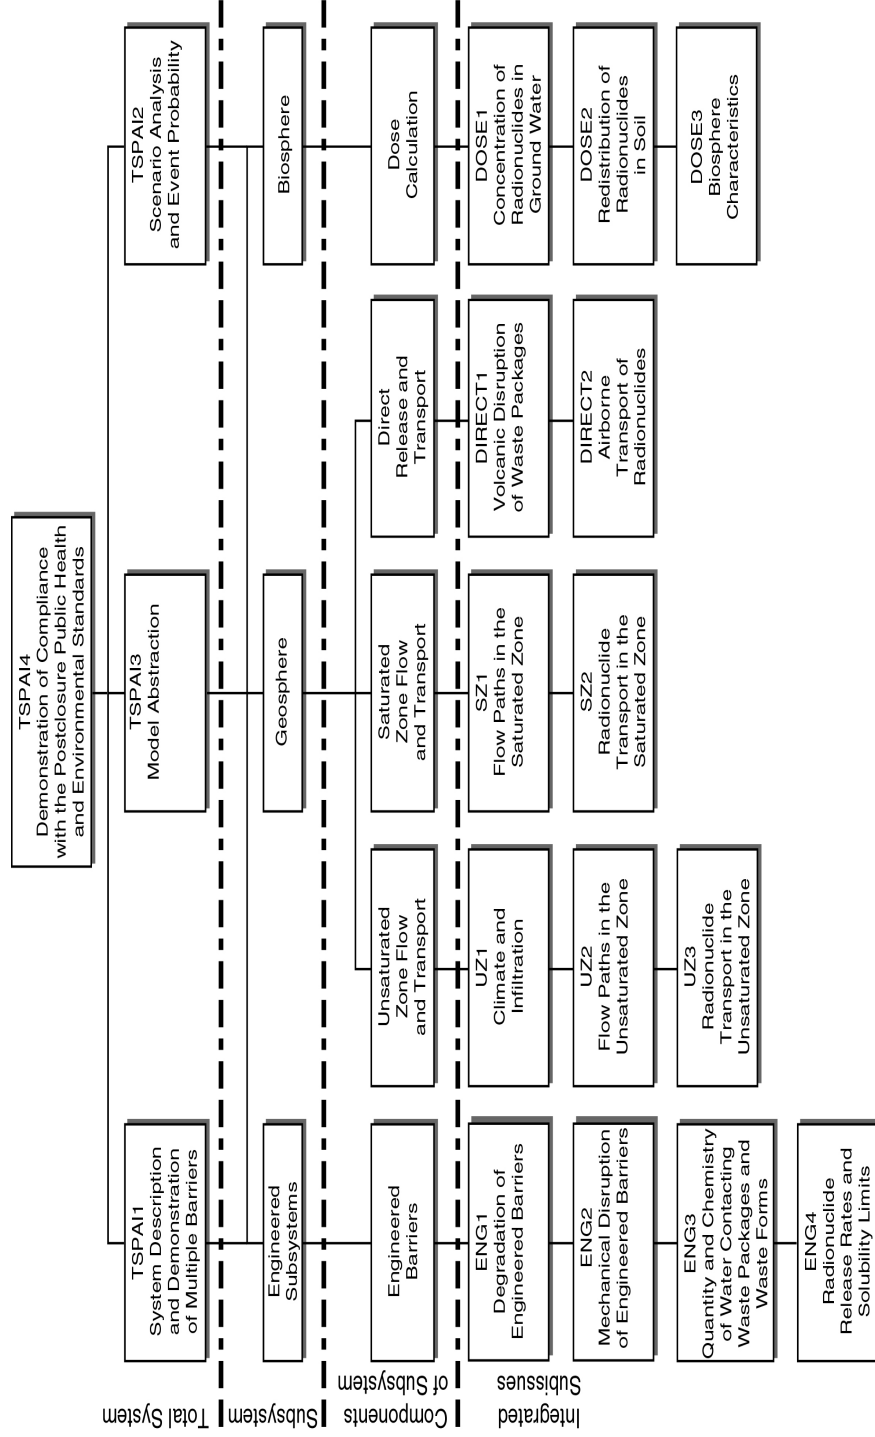 TSPAI4
Demonstration of Compliance
with the Postclosure Public Health
and Environmental Standards
TSPAI1
System Description
and Demonstration
of Multiple Barriers
TSPAI3
Model Abstraction
TSPAI2
Scenario Analysis
and Event Probability
Total System
Engineered
Subsystems
Geosphere
Biosphere
Subsystem
Engineered
Barriers
Unsaturated
Zone Flow
and Transport
Saturated
Zone Flow
and Transport
Direct
Release and
Transport
Dose
Calculation
Components
of Subsystem
ENG1
Degradation of
Engineered Barriers
UZ1
Climate and
Infiltration
SZ1
Flow Paths in the
Saturated Zone
DIRECT1
Volcanic Disruption
of Waste Packages
DOSE1
Concentration of
Radionuclides in
Ground Water
Integrated
Subissues
ENG2
Mechanical Disruption
of Engineered Barriers
UZ2
Flow Paths in the
Unsaturated Zone
SZ2
Radionuclide
Transport in the
Saturated Zone
DIRECT2
Airborne
Transport of
Radionuclides
DOSE2
Redistribution of
Radionuclides
in Soil
ENG3
Quantity and Chemistry
of Water Contacting
Waste Packages and
Waste Forms
UZ3
Radionuclide
Transport in the
Unsaturated Zone
DOSE3
Biosphere
Characteristics
ENG4
Radionuclide
Release Rates and
Solubility Limits